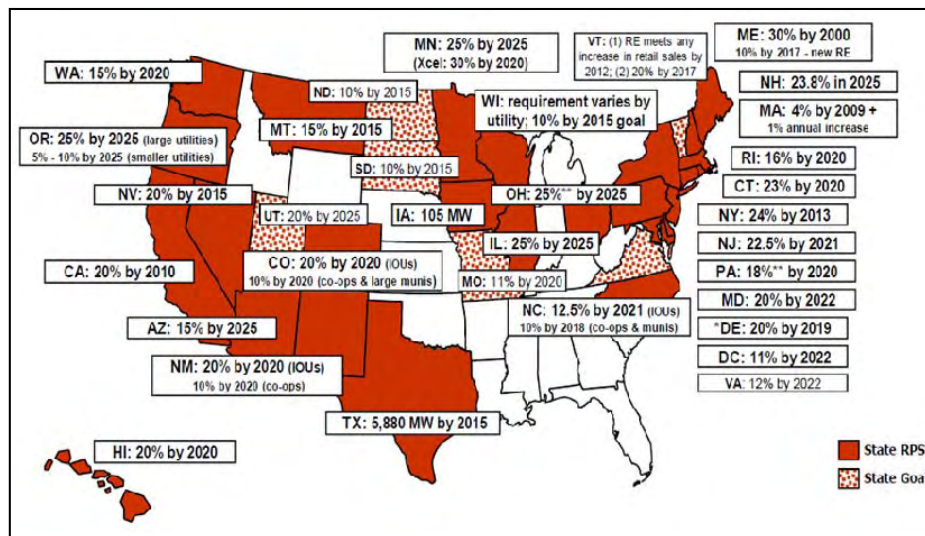 MN: 25% by 2025
(Xcel: 30% by 2020)
VT: (1) RE meets any
increase in retail sales by
2012; (2) 20% by 2017
ME: 30% by 2000
10% by 2017 - new RE
WA: 15% by 2020
ND: 10% by 2015
NH: 23.8% in 2025
WI: requirement varies by
utility; 10% by 2015 goal
MA: 4% by 2009 +
1% annual increase
MT: 15% by 2015
OR: 25% by 2025 (large utilities)
5% - 10% by 2025 (smaller utilities)
RI: 16% by 2020
SD: 10% by 2015
CT: 23% by 2020
NV: 20% by 2015
OH: 25%** by 2025
UT: 20% by 2025
IA: 105 MW
NY: 24% by 2013
IL: 25% by 2025
NJ: 22.5% by 2021
CA: 20% by 2010
CO: 20% by 2020 (IOUs)
10% by 2020 (co-ops & large munis)
MO: 11% by 2020
PA: 18%** by 2020
MD: 20% by 2022
NC: 12.5% by 2021 (IOUs)
10% by 2018 (co-ops & munis)
AZ: 15% by 2025
*DE: 20% by 2019
NM: 20% by 2020 (IOUs)
10% by 2020 (co-ops)
DC: 11% by 2022
VA: 12% by 2022
TX: 5,880 MW by 2015
HI: 20% by 2020
State RPS
State Goa